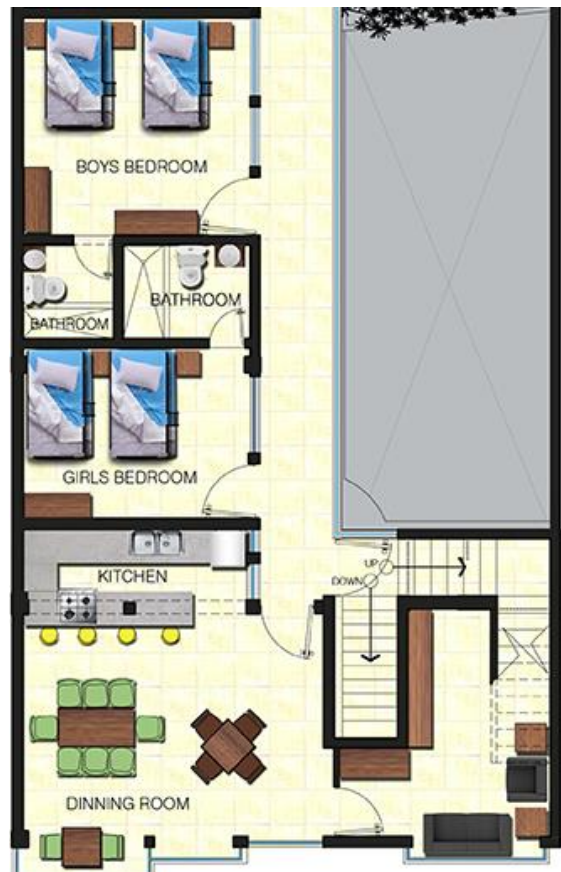 BOYS BEDROOM
BATHROOM
BATHROOM
GIRLS BEDROOM
UP
DOWN
KITCHEN
DINNING ROOM